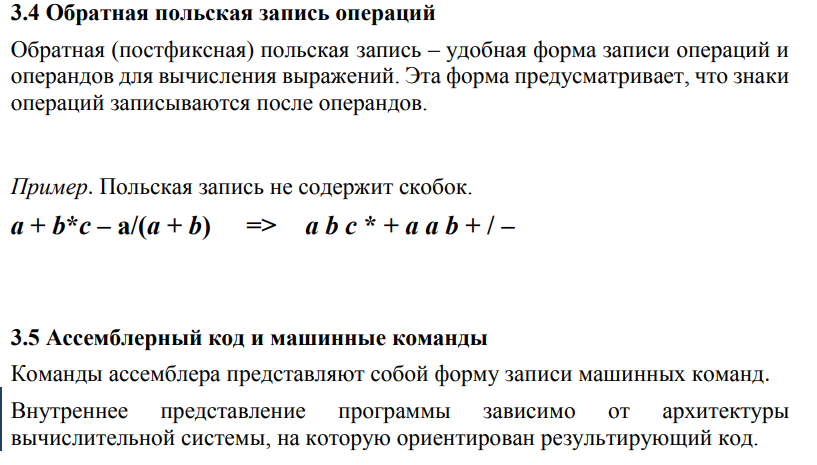 3.4 Обратная польская запись операций
Обратная (постфиксная) польская запись – удобная форма записи операций и
операндов для вычисления выражений. Эта форма предусматривает, что знаки
операций записываются после операндов.
Пример. Польская запись не содержит скобок.
a + b*c – a/(a + b) => a b c * + a a b + / –
3.5 Ассемблерный код и машинные команды
Команды ассемблера представляют собой форму записи машинных команд.
Внутреннее представление программы зависимо от архитектуры
вычислительной системы, на которую ориентирован результирующий код.